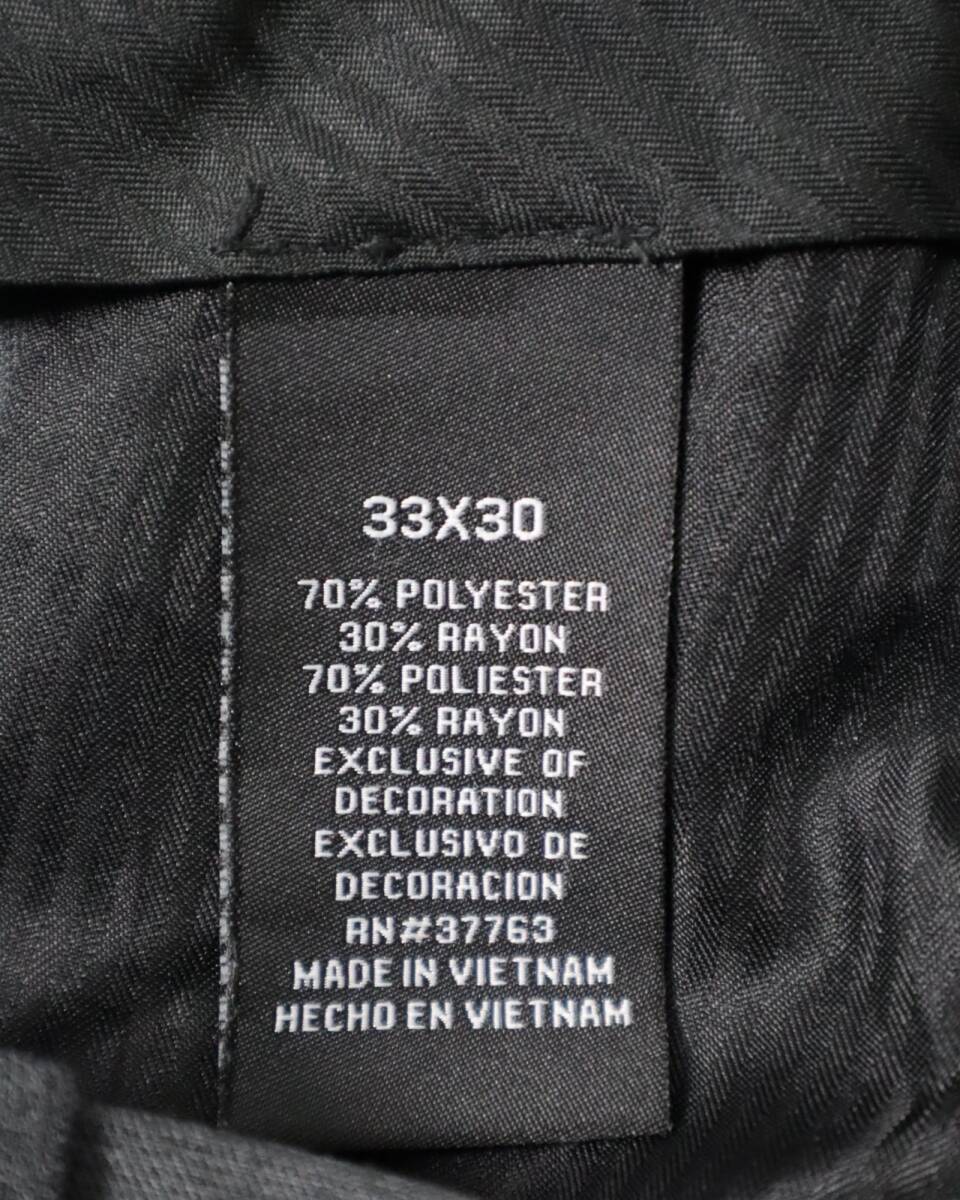 33X30
70% POLYESTER
30% RAYON
70% POLIESTER
30% RAYON
EXCLUSIVE OF
DECORATION
EXCLUSIVO DE
DECORACION
RN#37763
MADE IN VIETNAM
HECHO EN VIETNAM